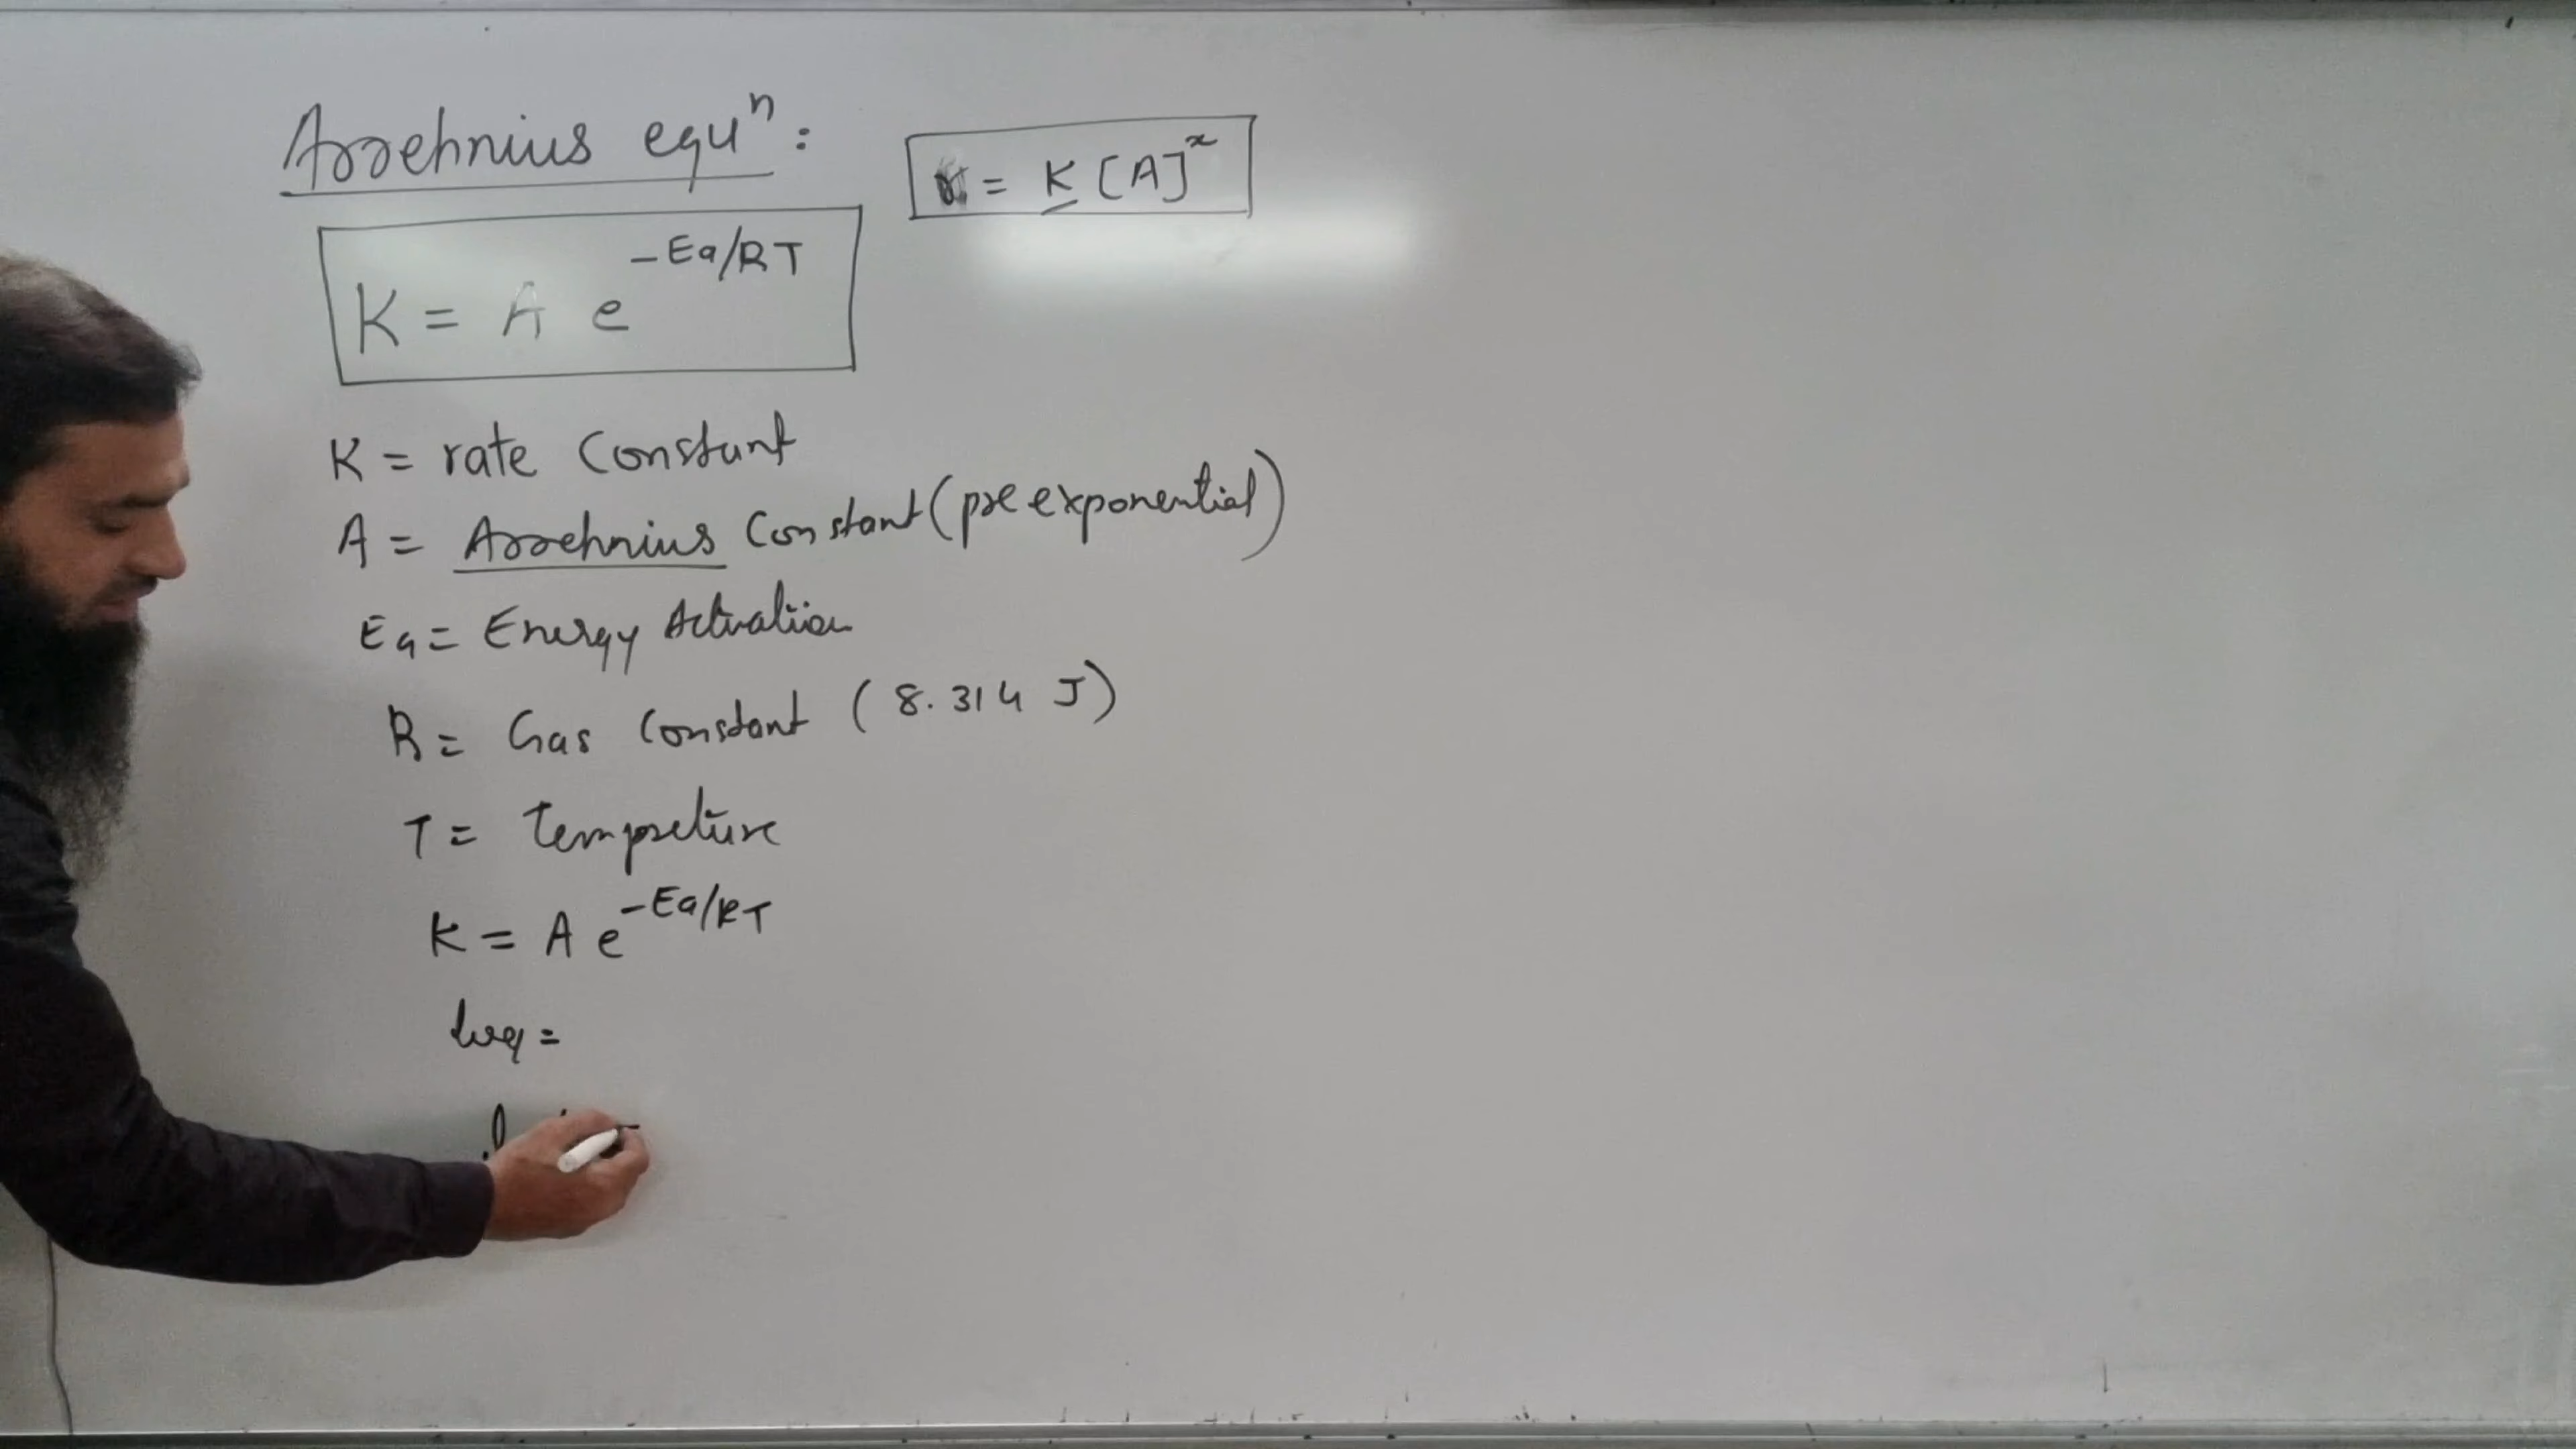 Arrehnius equⁿ :
r = K [A]ˣ
K = A e^-Ea/RT
K = rate Constant
A = Arrehnius Constant (pre exponential)
Ea = Energy Activation
R = Gas Constant (8.314 J)
T = Tempreture
K = A e^-Ea/RT
log =